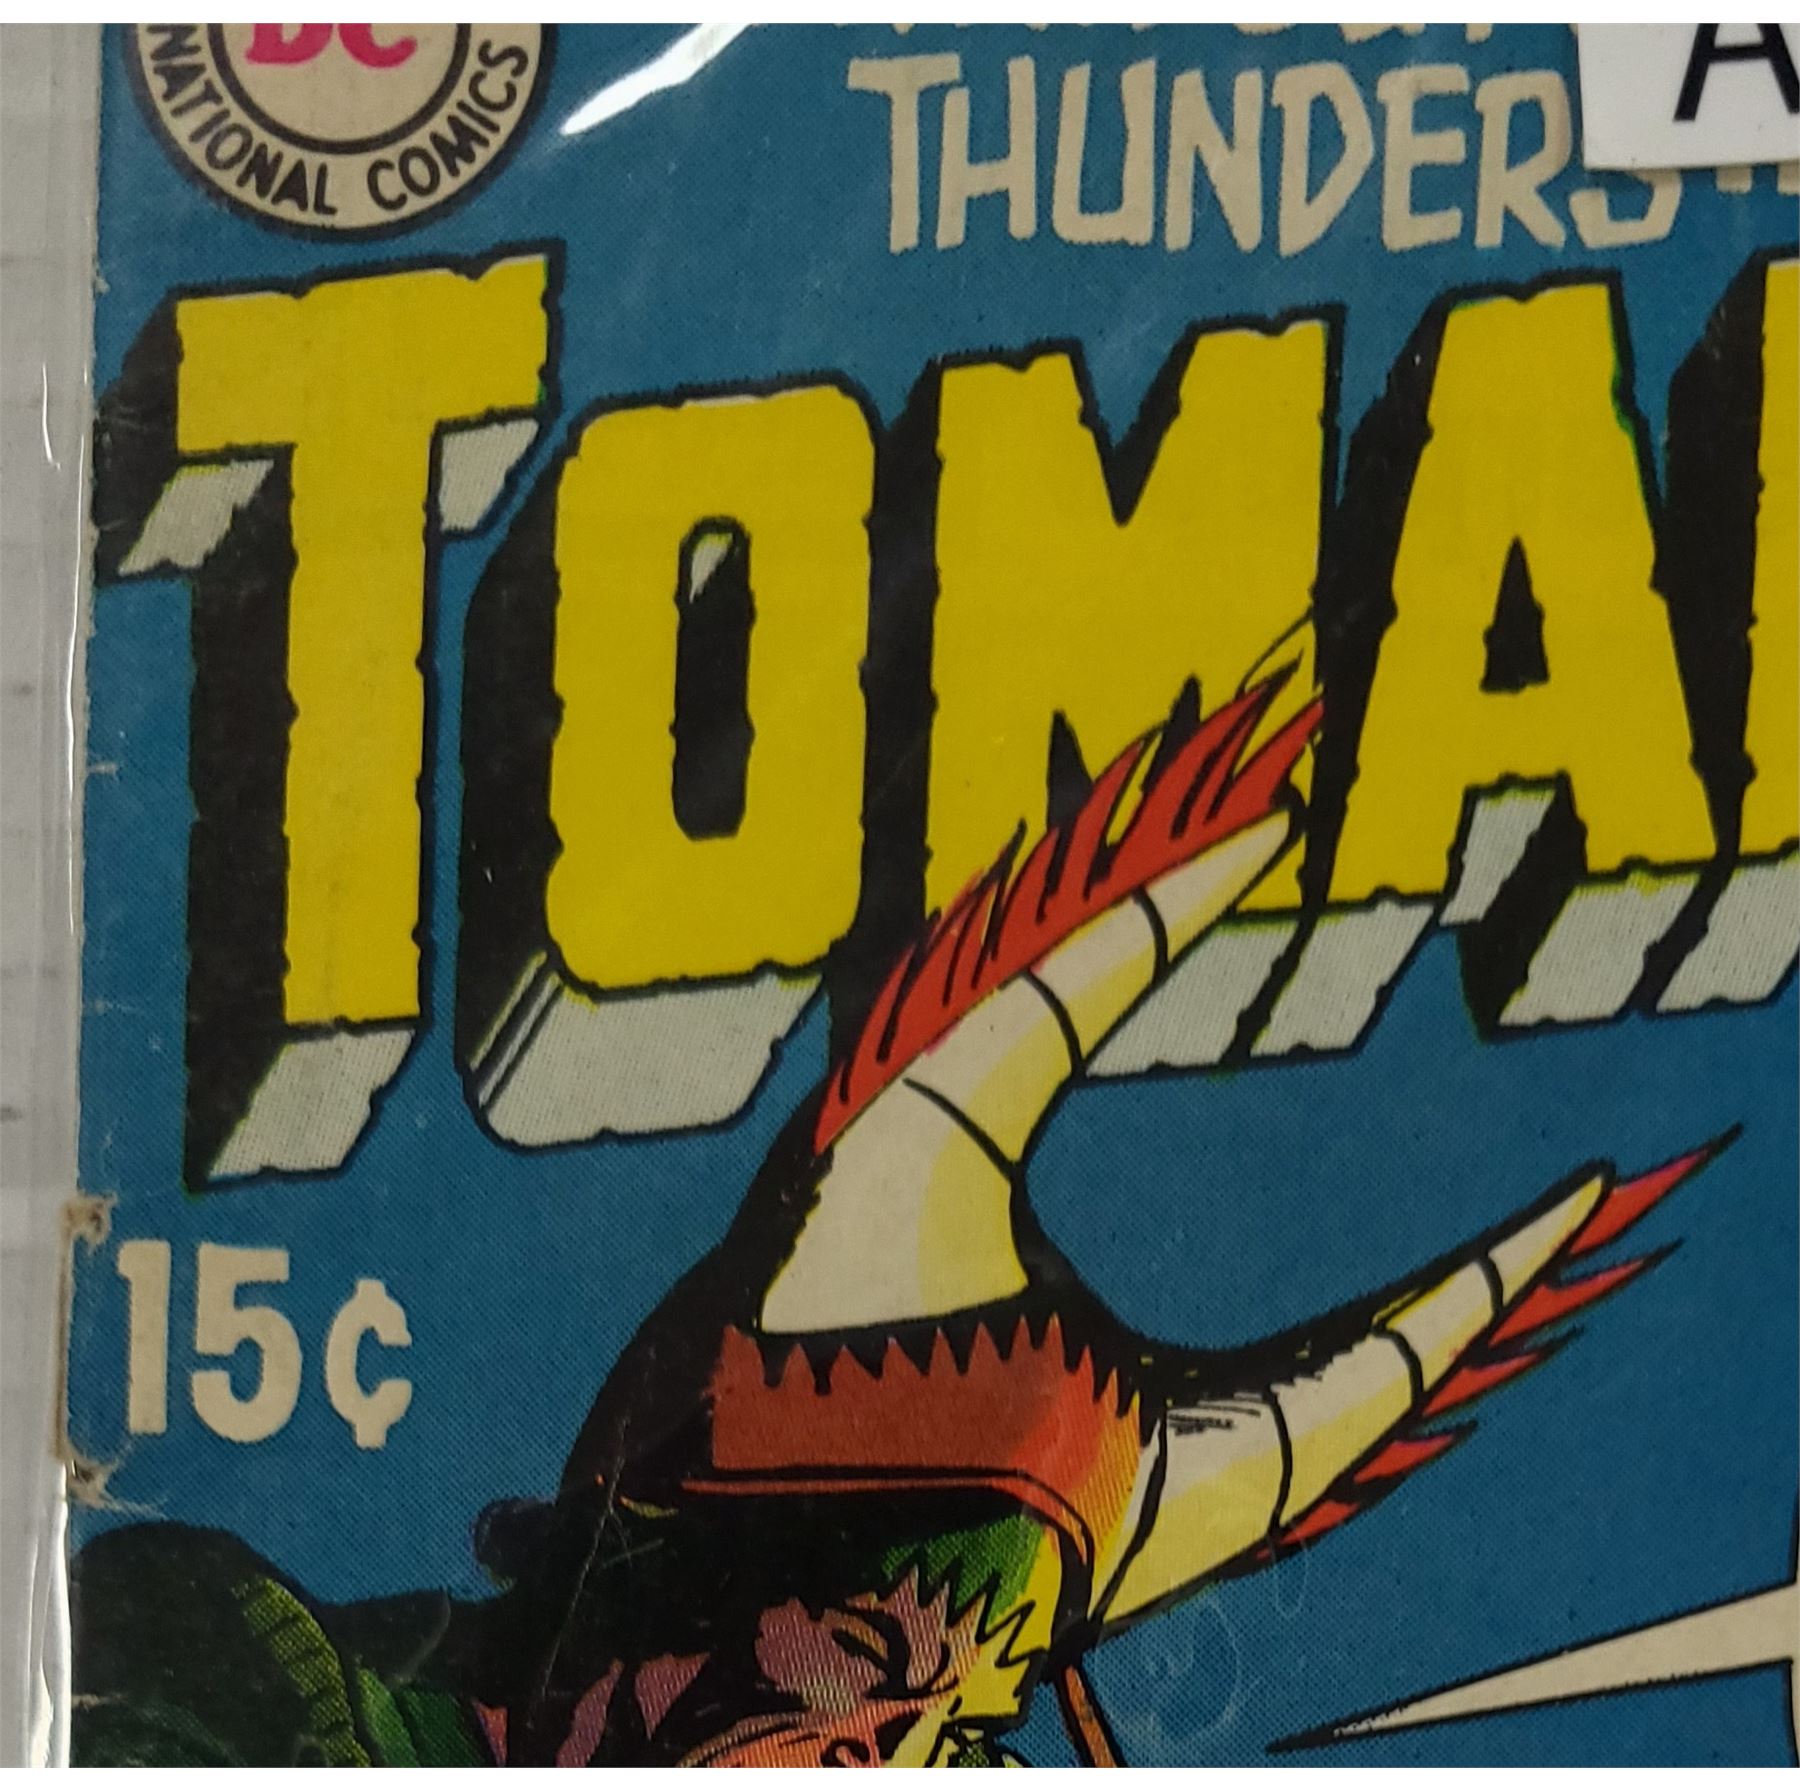 DC
NATIONAL COMICS
THUNDERS
A
TOMA
15¢